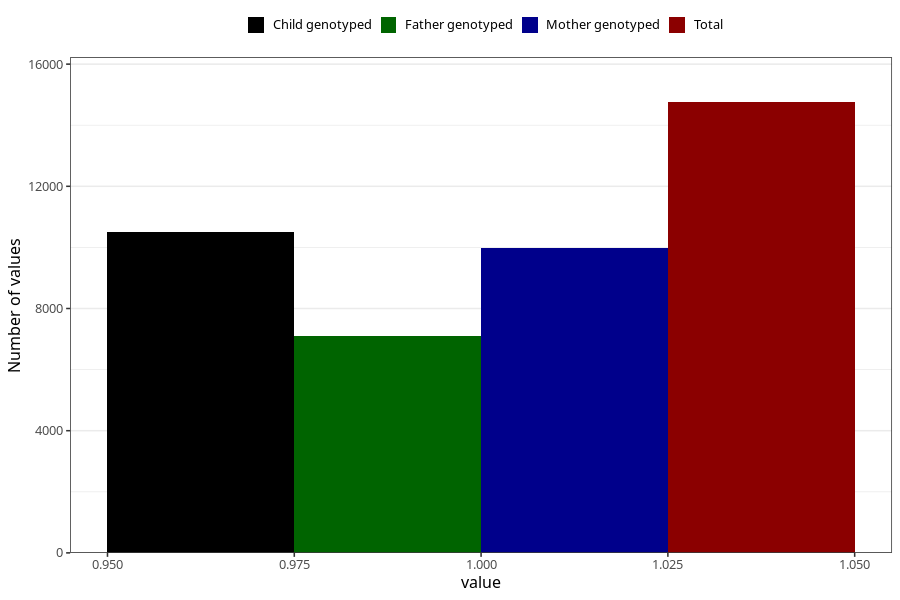 Child genotyped Father genotyped Mother genotyped Total
16000
12000
8000
4000
0
Number of values
0.950 0.975 1.000 1.025 1.050
value